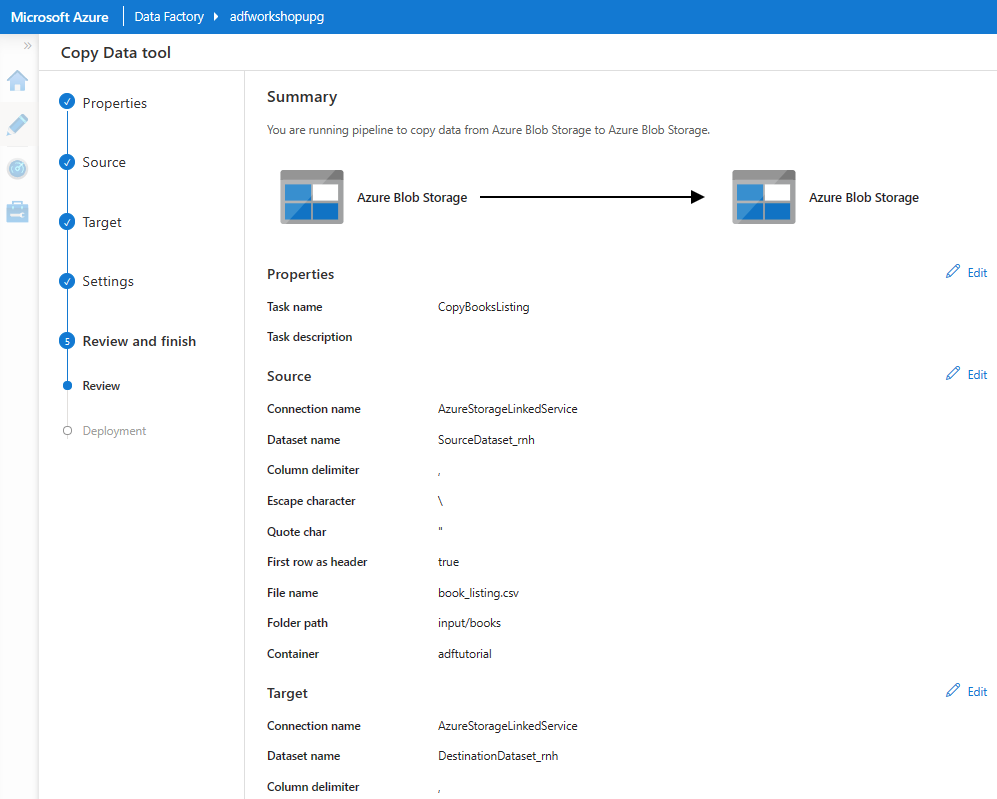 Microsoft Azure Data Factory adfworkshopupg
»
Copy Data tool
Properties
Source
Target
Settings
5 Review and finish
Review
Deployment
Summary
You are running pipeline to copy data from Azure Blob Storage to Azure Blob Storage.
Azure Blob Storage Azure Blob Storage
Properties Edit
Task name CopyBooksListing
Task description
Source Edit
Connection name AzureStorageLinkedService
Dataset name SourceDataset_rnh
Column delimiter ,
Escape character \
Quote char "
First row as header true
File name book_listing.csv
Folder path input/books
Container adftutorial
Target Edit
Connection name AzureStorageLinkedService
Dataset name DestinationDataset_rnh
Column delimiter ,